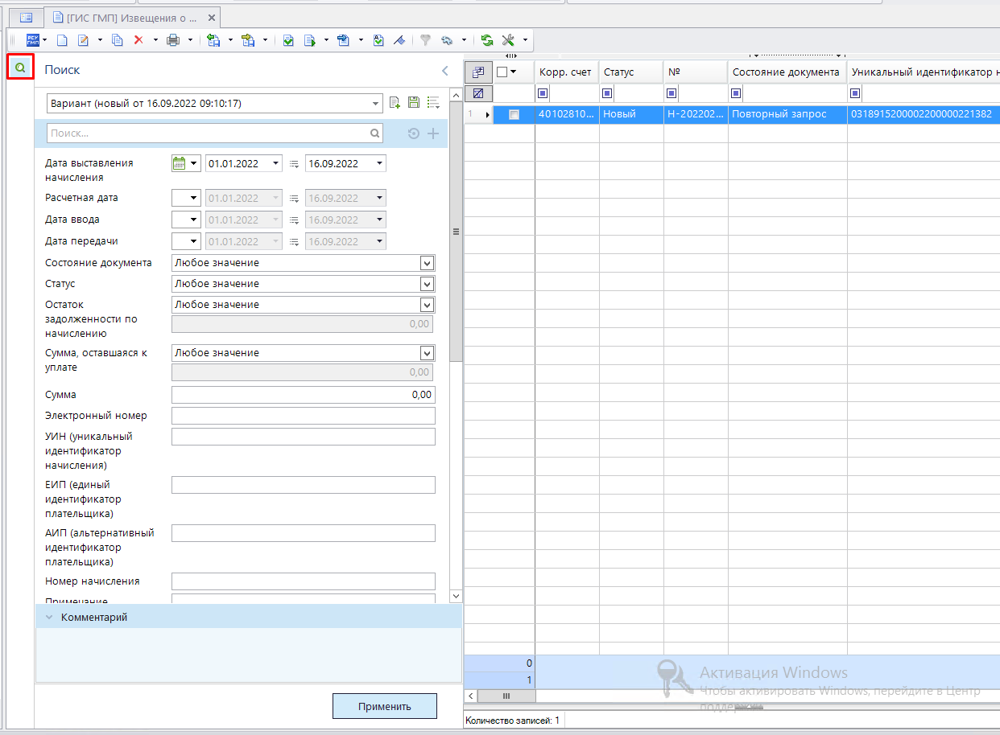 [ГИС ГМП] Извещения о ...
РСУ ГМП
Поиск
Вариант (новый от 16.09.2022 09:10:17)
Поиск...
Дата выставления начисления 01.01.2022 16.09.2022
Расчетная дата 01.01.2022 16.09.2022
Дата ввода 01.01.2022 16.09.2022
Дата передачи 01.01.2022 16.09.2022
Состояние документа Любое значение
Статус Любое значение
Остаток задолженности по начислению Любое значение
0,00
Сумма, оставшаяся к уплате Любое значение
0,00
Сумма 0,00
Электронный номер
УИН (уникальный
идентификатор
начисления)
ЕИП (единый
идентификатор
плательщика)
АИП (альтернативный
идентификатор
плательщика)
Номер начисления
Примечание
Комментарий
Применить
Корр. счет Статус № Состояние документа Уникальный идентификатор н
1 40102810... Новый Н-202202... Повторный запрос 0318915200002200000221382
0
1
Активация Windows
Чтобы активировать Windows, перейдите в Центр
Количество записей: 1